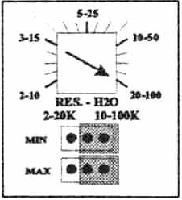 5-25
3-15 10-50
2-10 20-100
RES. - H2O
2-20K 10-100K
MIN
MAX